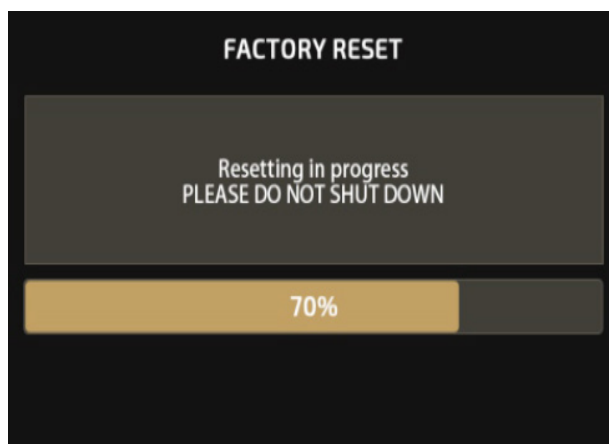 FACTORY RESET
Resetting in progress
PLEASE DO NOT SHUT DOWN
70%